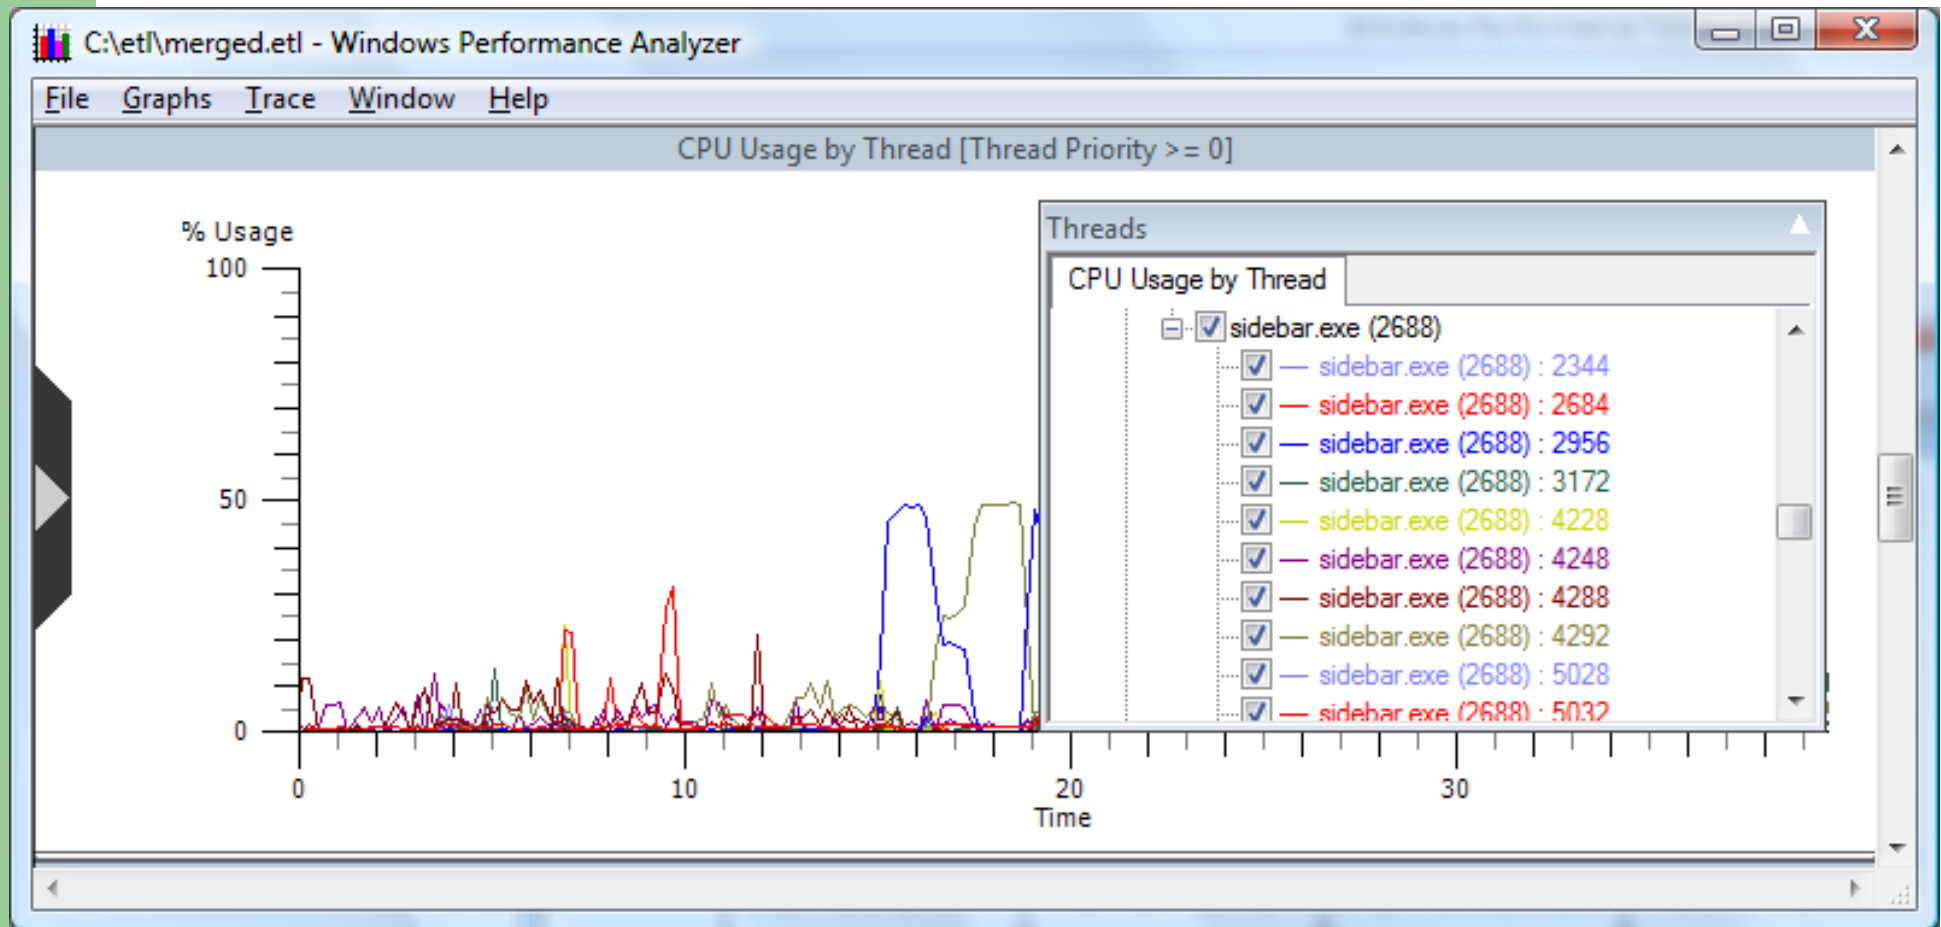 C:\etl\merged.etl - Windows Performance Analyzer
File Graphs Trace Window Help
CPU Usage by Thread [Thread Priority >= 0]
% Usage
100
50
0
0 10 20 30
Time
Threads
CPU Usage by Thread
sidebar.exe (2688)
sidebar.exe (2688) : 2344
sidebar.exe (2688) : 2684
sidebar.exe (2688) : 2956
sidebar.exe (2688) : 3172
sidebar.exe (2688) : 4228
sidebar.exe (2688) : 4248
sidebar.exe (2688) : 4288
sidebar.exe (2688) : 4292
sidebar.exe (2688) : 5028
sidebar.exe (2688) : 5032